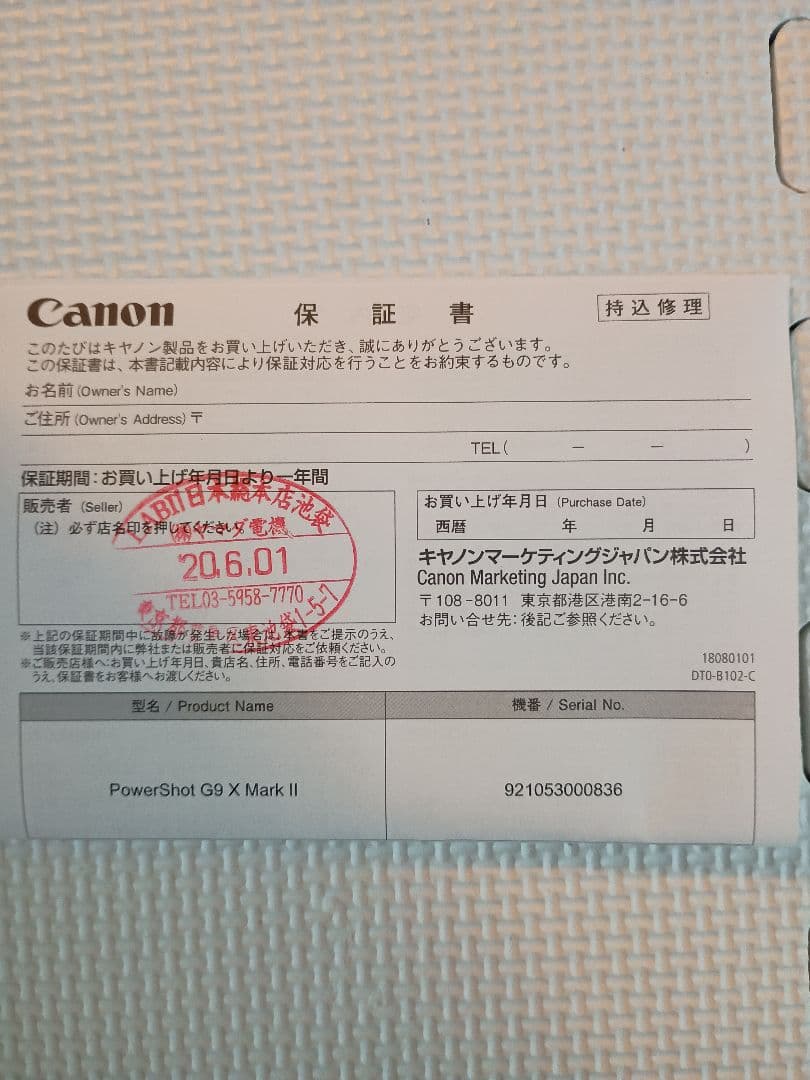 Canon 保証書 持込修理
このたびはキヤノン製品をお買い上げいただき、誠にありがとうございます。
この保証書は、本書記載内容により保証対応を行うことをお約束するものです。
お名前 (Owner's Name)
ご住所 (Owner's Address) 〒
TEL( － － )
保証期間:お買い上げ年月日より一年間
販売者 (Seller)
(注) 必ず店名印を押してください。
LABI1日本総本店池袋
㈱ヤマダ電機
20.6.01
TEL03-5958-7770
東京都豊島区東池袋1-5-7
お買い上げ年月日 (Purchase Date)
西暦 年 月 日
キヤノンマーケティングジャパン株式会社
Canon Marketing Japan Inc.
〒108-8011 東京都港区港南2-16-6
お問い合せ先:後記ご参照ください。
※上記の保証期間中に故障が発生した場合は、本書をご提示のうえ、
当該保証期間内に弊社または販売者に保証対応をご依頼ください。
※ご販売店様へ:お買い上げ年月日、貴店名、住所、電話番号をご記入の
うえ、保証書をお客様へお渡しください。
18080101
DT0-B102-C
型名 / Product Name 機番 / Serial No.
PowerShot G9 X Mark II 921053000836